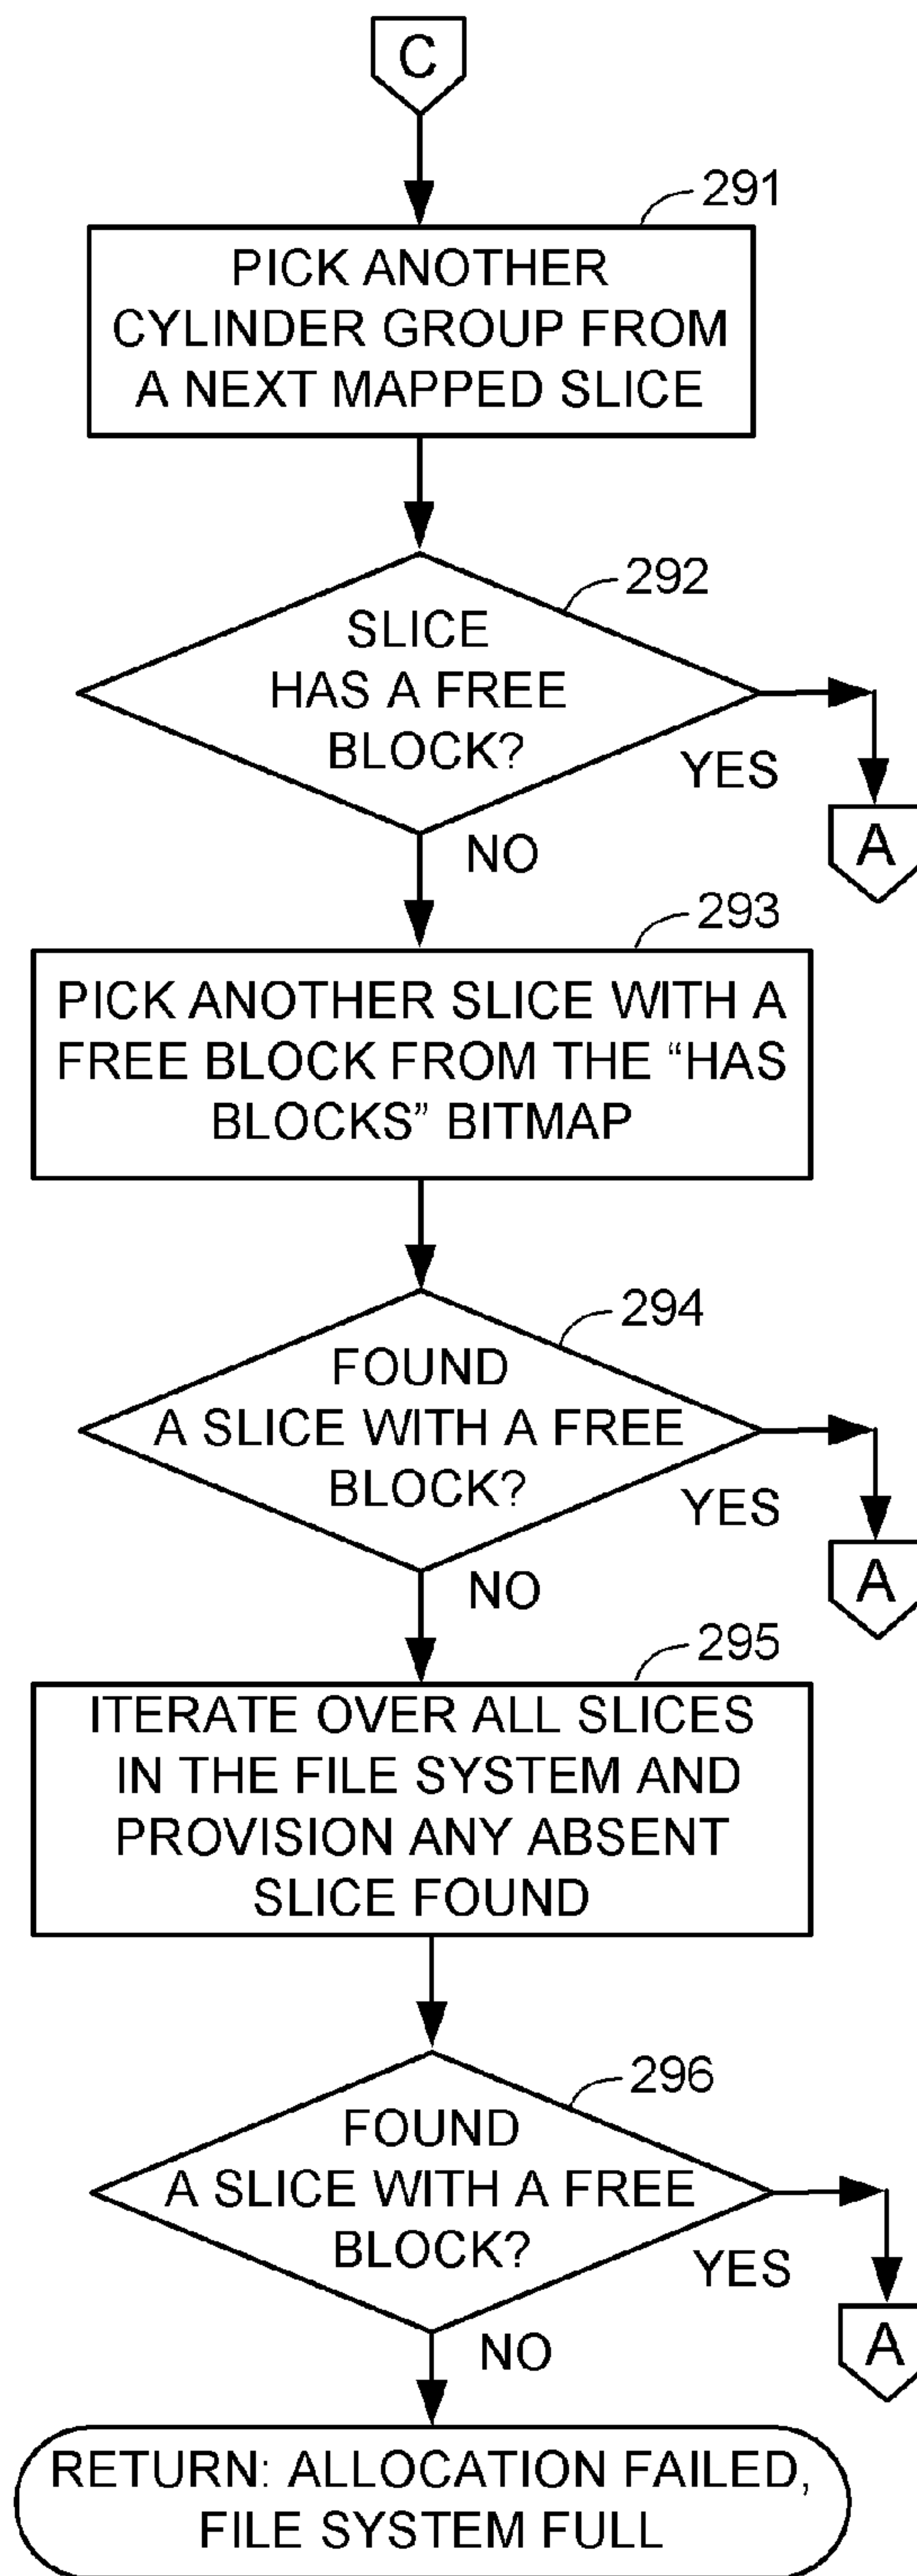 C
291
PICK ANOTHER
CYLINDER GROUP FROM
A NEXT MAPPED SLICE
292
SLICE
HAS A FREE
BLOCK?
YES
A
NO
293
PICK ANOTHER SLICE WITH A
FREE BLOCK FROM THE “HAS
BLOCKS” BITMAP
294
FOUND
A SLICE WITH A FREE
BLOCK?
YES
A
NO
295
ITERATE OVER ALL SLICES
IN THE FILE SYSTEM AND
PROVISION ANY ABSENT
SLICE FOUND
296
FOUND
A SLICE WITH A FREE
BLOCK?
YES
A
NO
RETURN: ALLOCATION FAILED,
FILE SYSTEM FULL